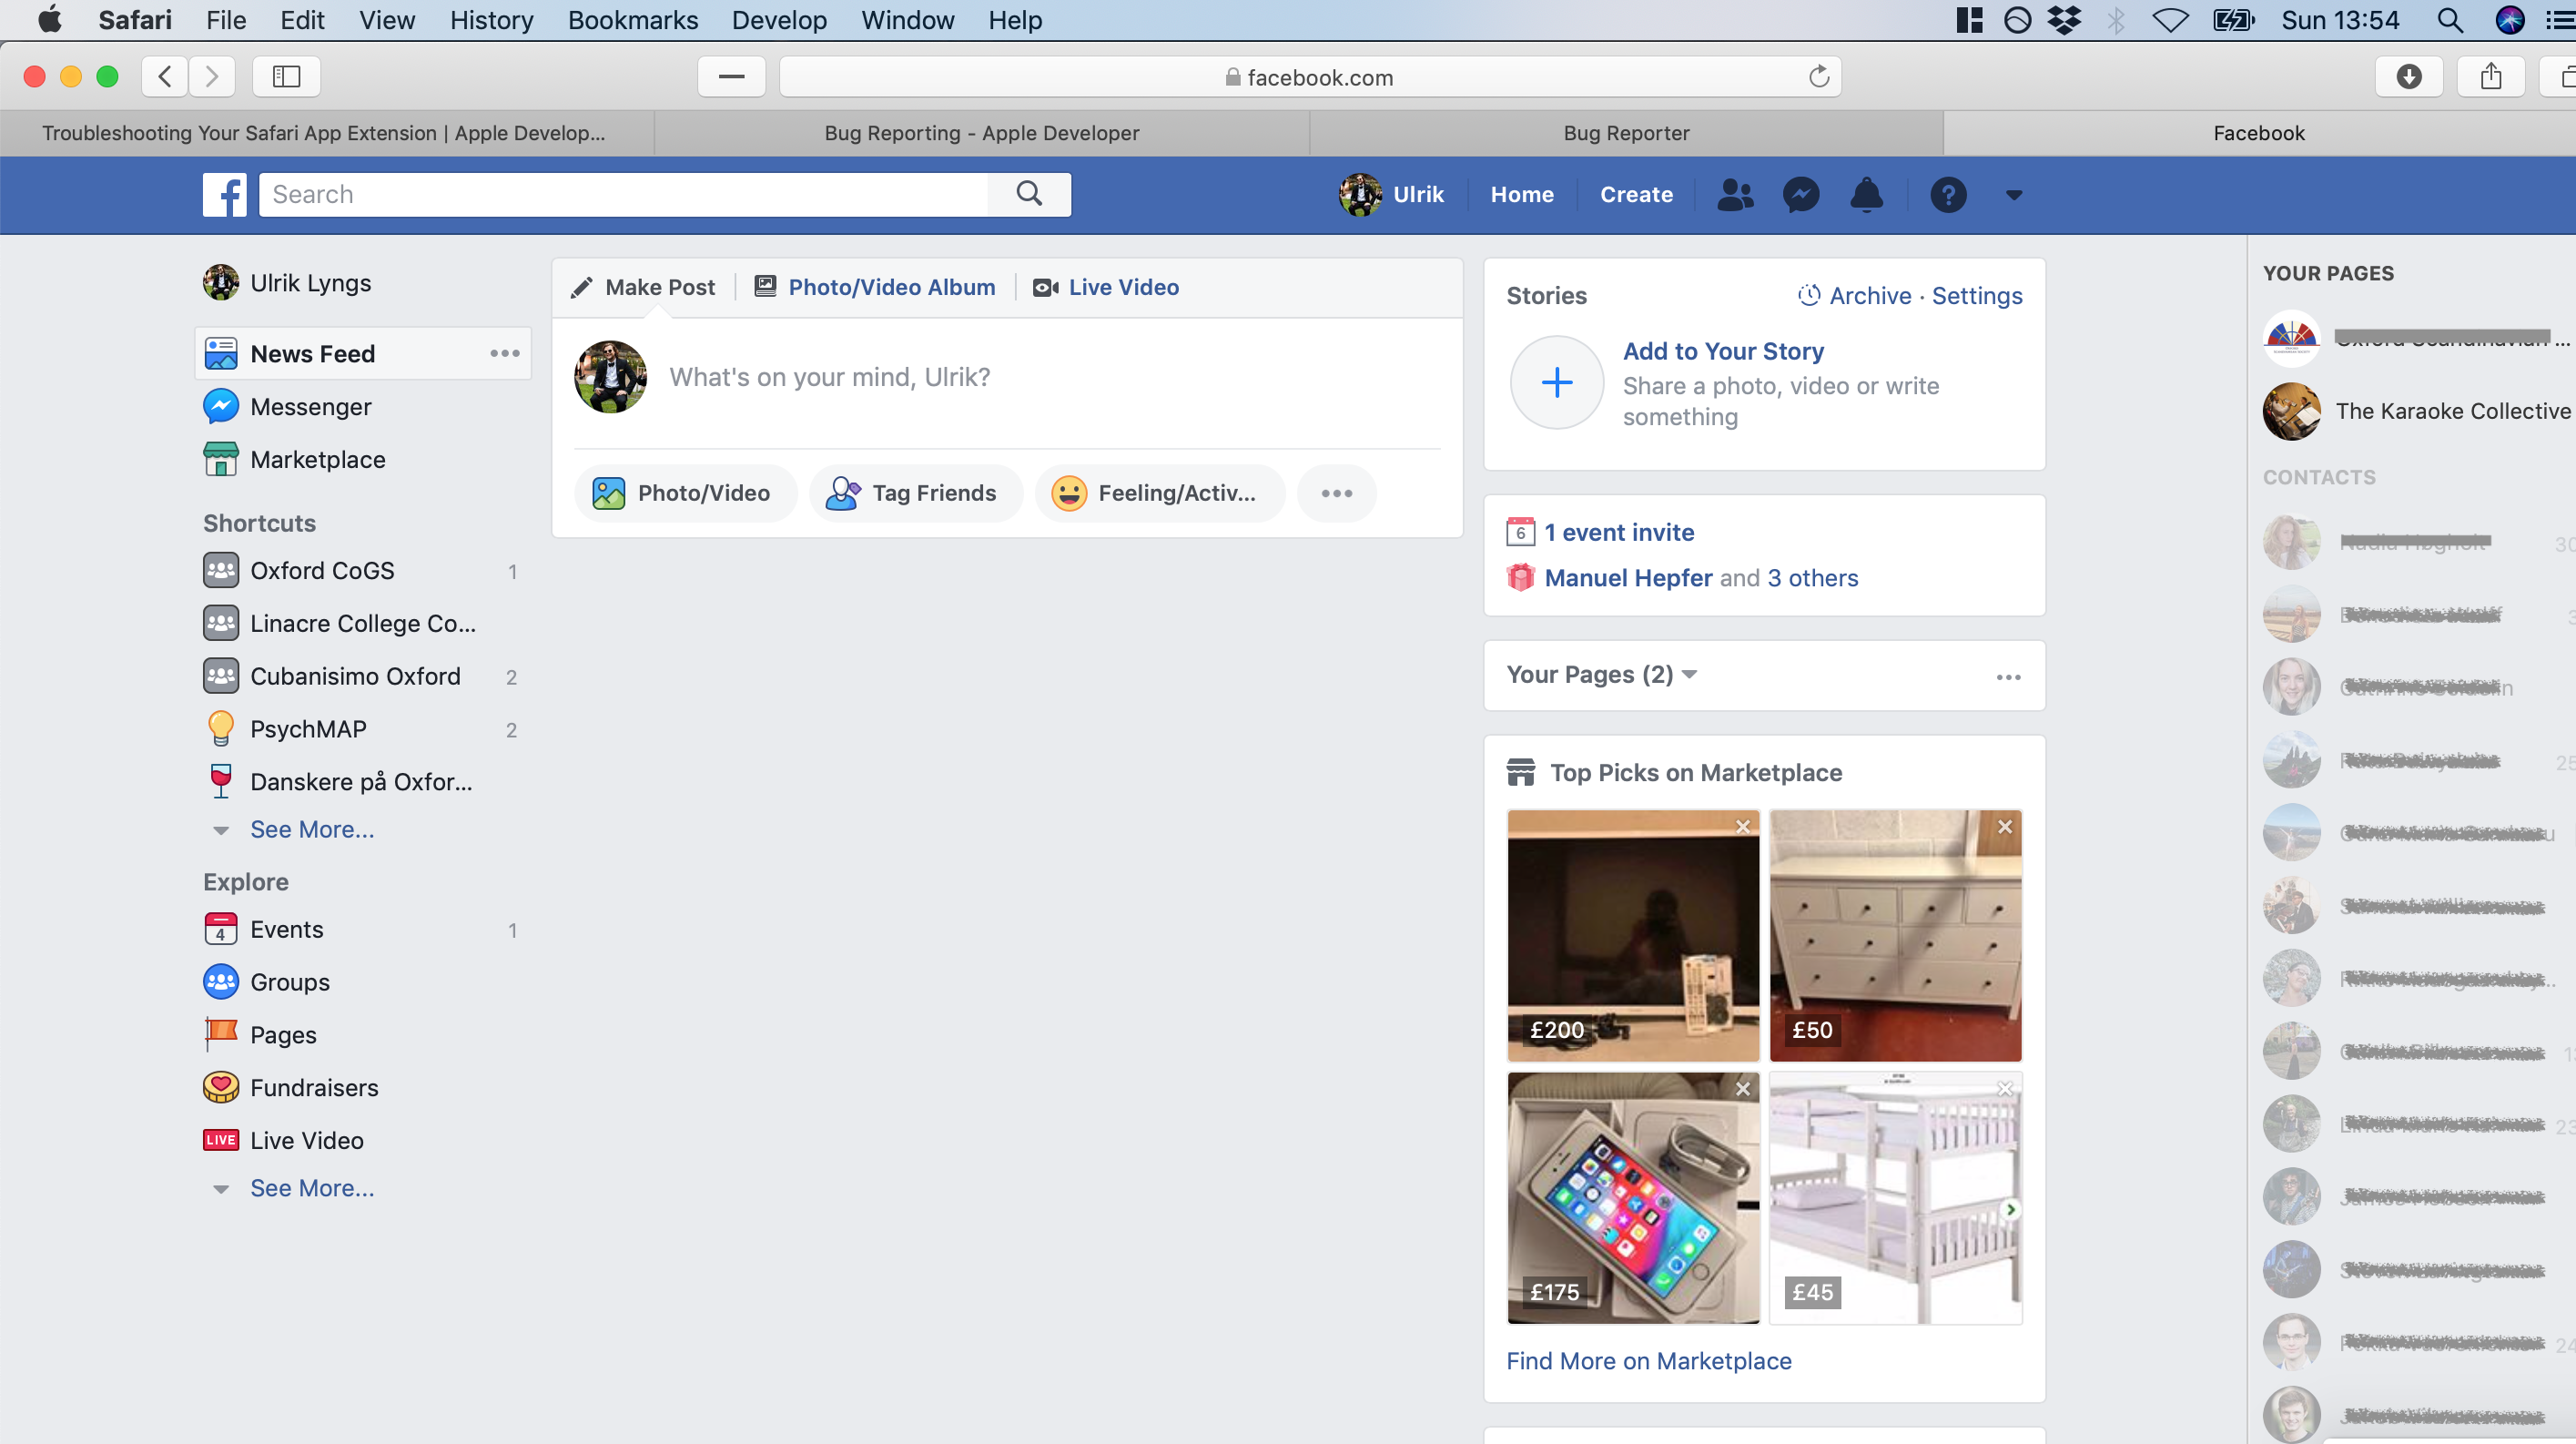 Safari File Edit View History Bookmarks Develop Window Help
Sun 13:54
facebook.com
Troubleshooting Your Safari App Extension | Apple Develop...
Bug Reporting - Apple Developer
Bug Reporter
Facebook
Search
Ulrik
Home
Create
Ulrik Lyngs
News Feed
Messenger
Marketplace
Shortcuts
Oxford CoGS 1
Linacre College Co...
Cubanisimo Oxford 2
PsychMAP 2
Danskere på Oxfor...
See More...
Explore
4
Events 1
Groups
Pages
Fundraisers
LIVE
Live Video
See More...
Make Post
Photo/Video Album
Live Video
What's on your mind, Ulrik?
Photo/Video
Tag Friends
Feeling/Activ...
Stories
Archive · Settings
Add to Your Story
Share a photo, video or write
something
6
1 event invite
Manuel Hepfer and 3 others
Your Pages (2)
Top Picks on Marketplace
£200
£50
£175
£45
Find More on Marketplace
YOUR PAGES
The Karaoke Collective
CONTACTS